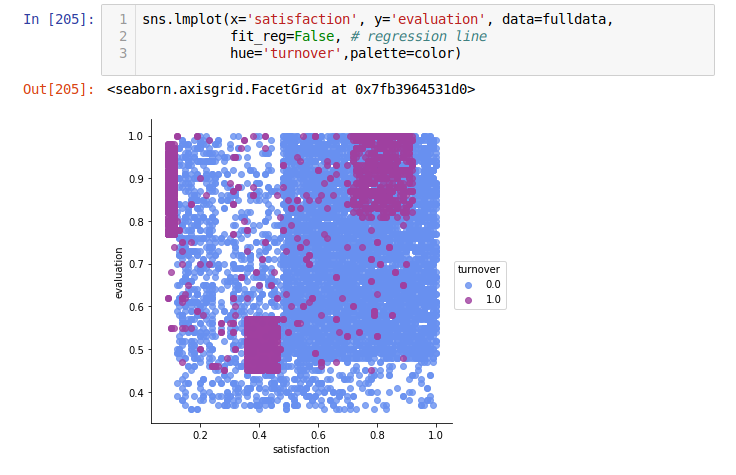 In [205]:
1 sns.lmplot(x='satisfaction', y='evaluation', data=fulldata,
2 fit_reg=False, # regression line
3 hue='turnover',palette=color)
Out[205]: <seaborn.axisgrid.FacetGrid at 0x7fb3964531d0>
1.0
0.9
0.8
0.7
0.6
0.5
0.4
evaluation
turnover
0.0
1.0
0.2 0.4 0.6 0.8 1.0
satisfaction